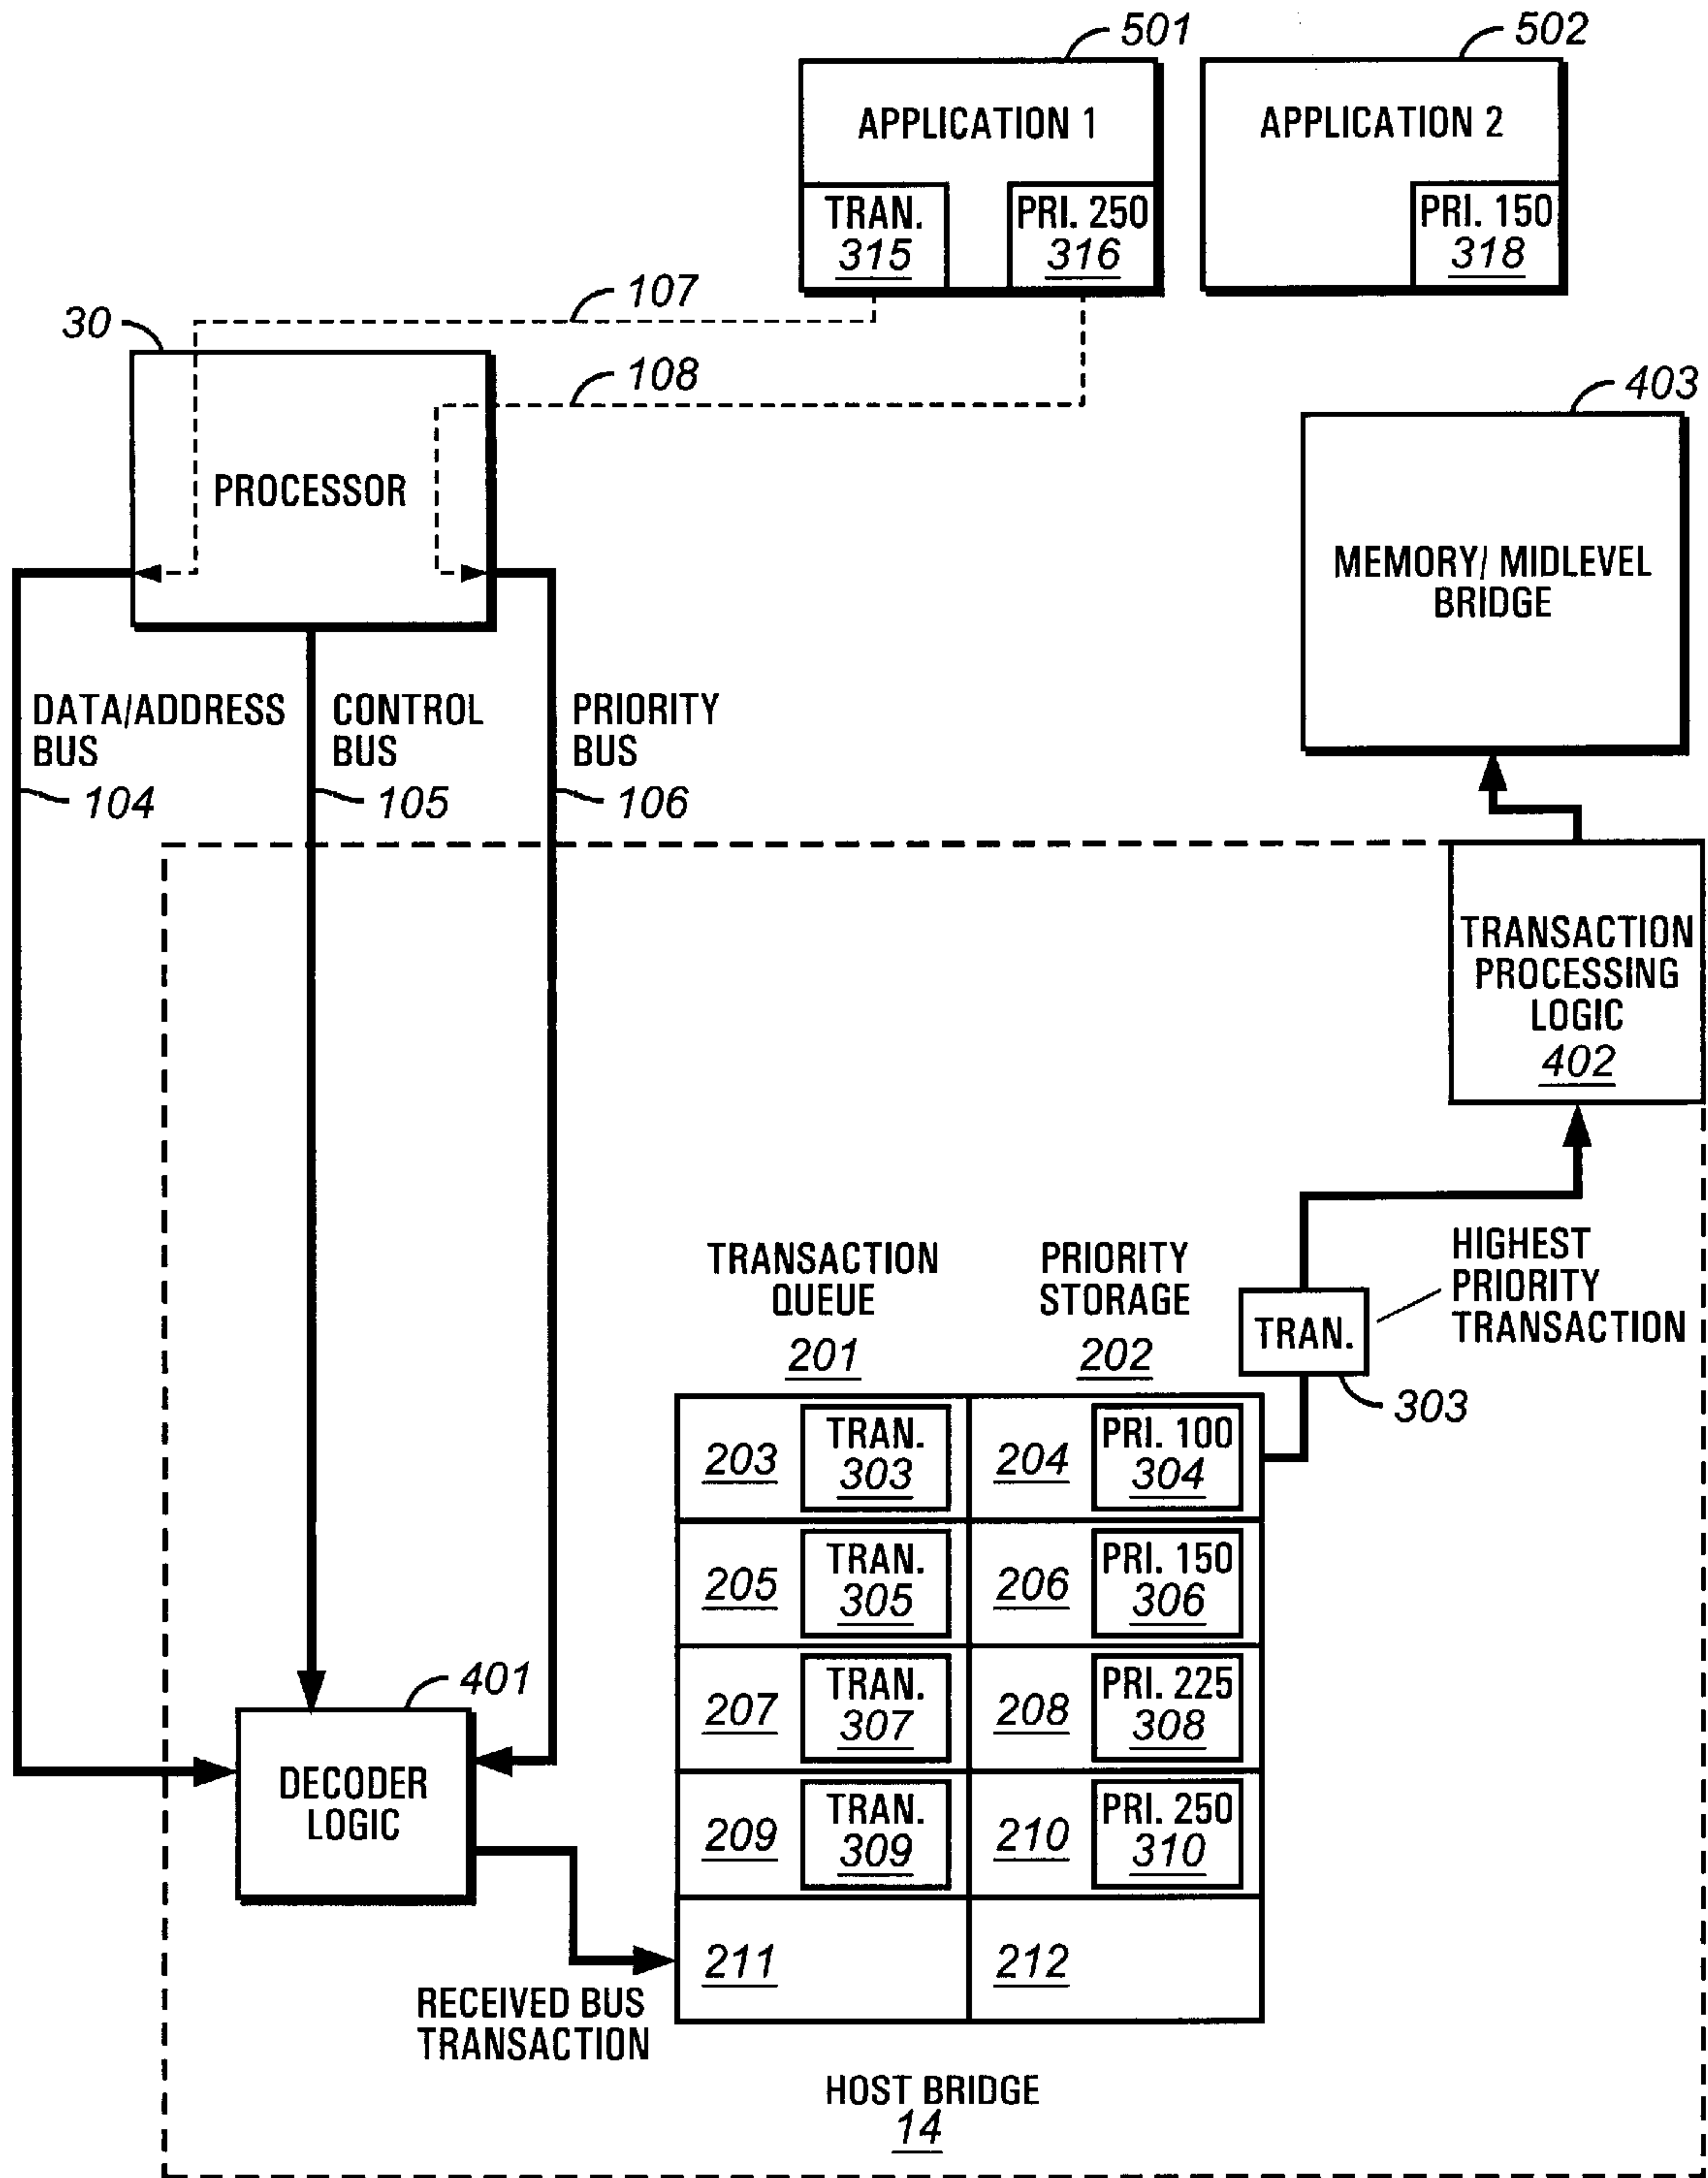 501
502
APPLICATION 1
APPLICATION 2
TRAN.
315
PRI. 250
316
PRI. 150
318
107
30
108
403
PROCESSOR
MEMORY/ MIDLEVEL
BRIDGE
DATA/ADDRESS
BUS
104
CONTROL
BUS
105
PRIORITY
BUS
106
TRANSACTION
PROCESSING
LOGIC
402
TRANSACTION
QUEUE
201
PRIORITY
STORAGE
202
HIGHEST
PRIORITY
TRANSACTION
TRAN.
303
203
TRAN.
303
204
PRI. 100
304
205
TRAN.
305
206
PRI. 150
306
207
TRAN.
307
208
PRI. 225
308
209
TRAN.
309
210
PRI. 250
310
211
212
401
DECODER
LOGIC
RECEIVED BUS
TRANSACTION
HOST BRIDGE
14